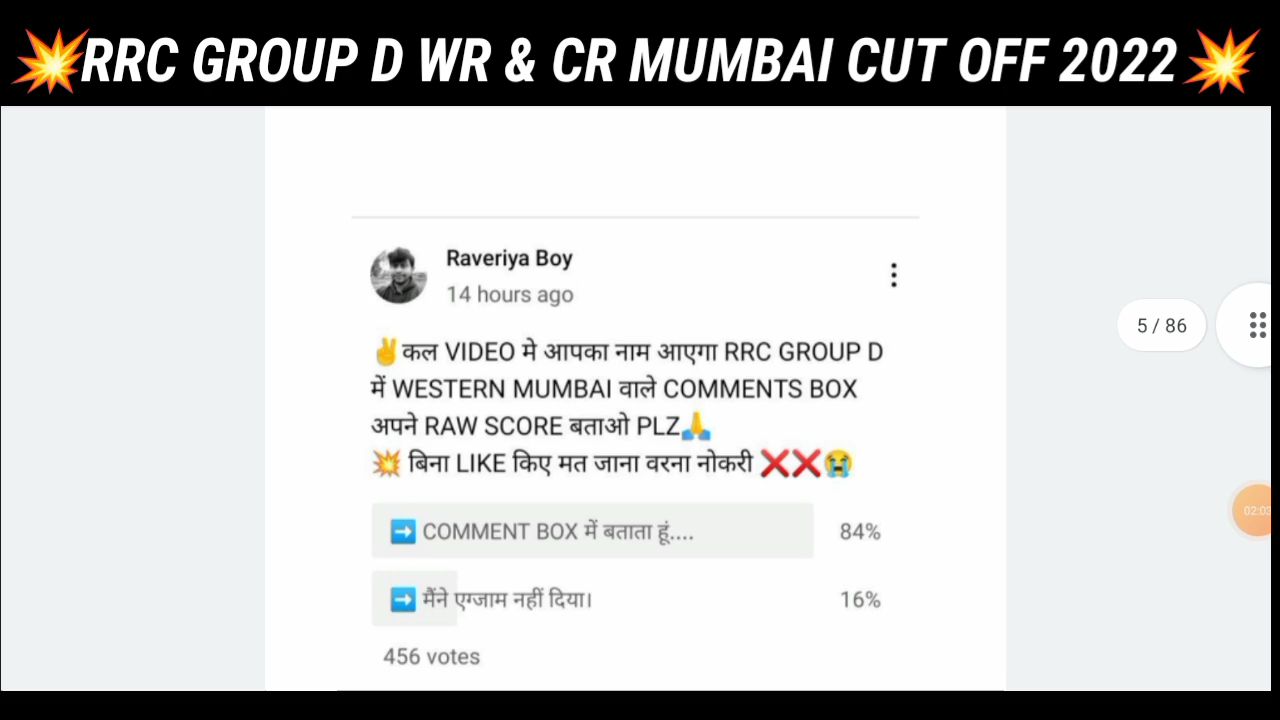 💥RRC GROUP D WR & CR MUMBAI CUT OFF 2022💥
Raveriya Boy
14 hours ago
5 / 86
✌️कल VIDEO मे आपका नाम आएगा RRC GROUP D
में WESTERN MUMBAI वाले COMMENTS BOX
अपने RAW SCORE बताओ PLZ🙏
💥 बिना LIKE किए मत जाना वरना नोकरी ❌❌😭
➡️ COMMENT BOX में बताता हूं.... 84%
➡️ मैंने एग्जाम नहीं दिया। 16%
456 votes
02:03